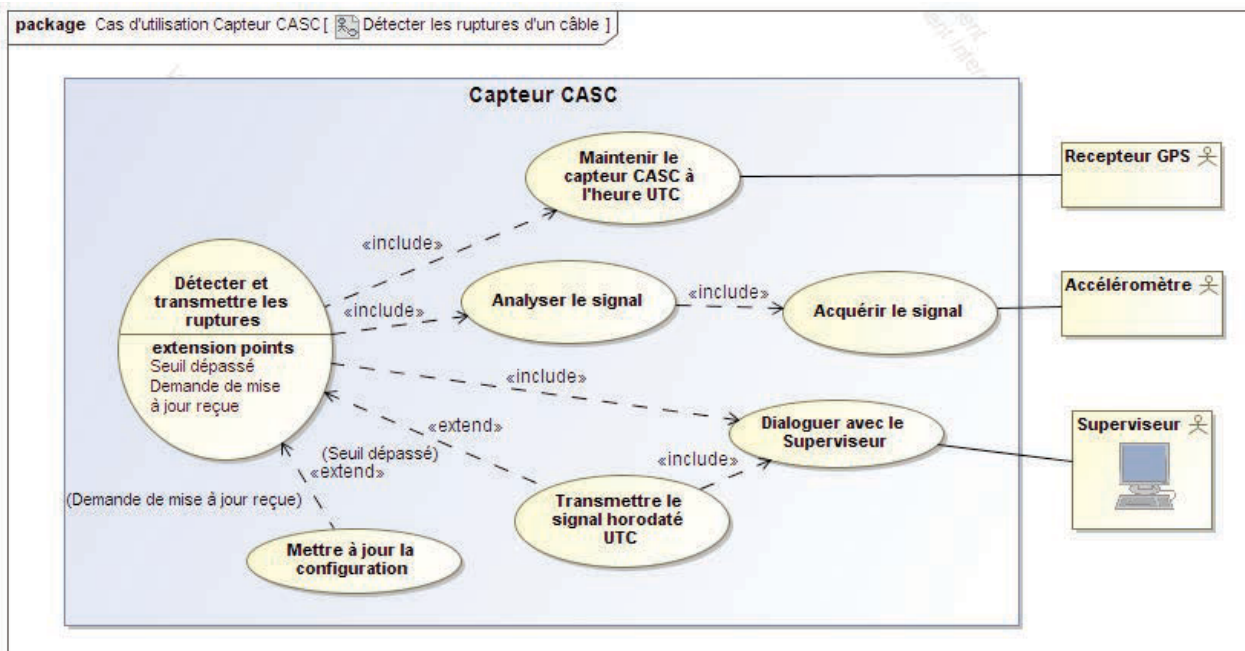 package Cas d'utilisation Capteur CASC [ Détecter les ruptures d'un câble ]
Capteur CASC
Maintenir le
capteur CASC à
l'heure UTC
Recepteur GPS
«include»
Détecter et
transmettre les
ruptures
extension points
Seuil dépassé
Demande de mise
à jour reçue
«include»
Analyser le signal
«include»
Acquérir le signal
Accéléromètre
«include»
Dialoguer avec le
Superviseur
Superviseur
«extend»
(Seuil dépassé)
«include»
«extend»
(Demande de mise à jour reçue)
Transmettre le
signal horodaté
UTC
Mettre à jour la
configuration